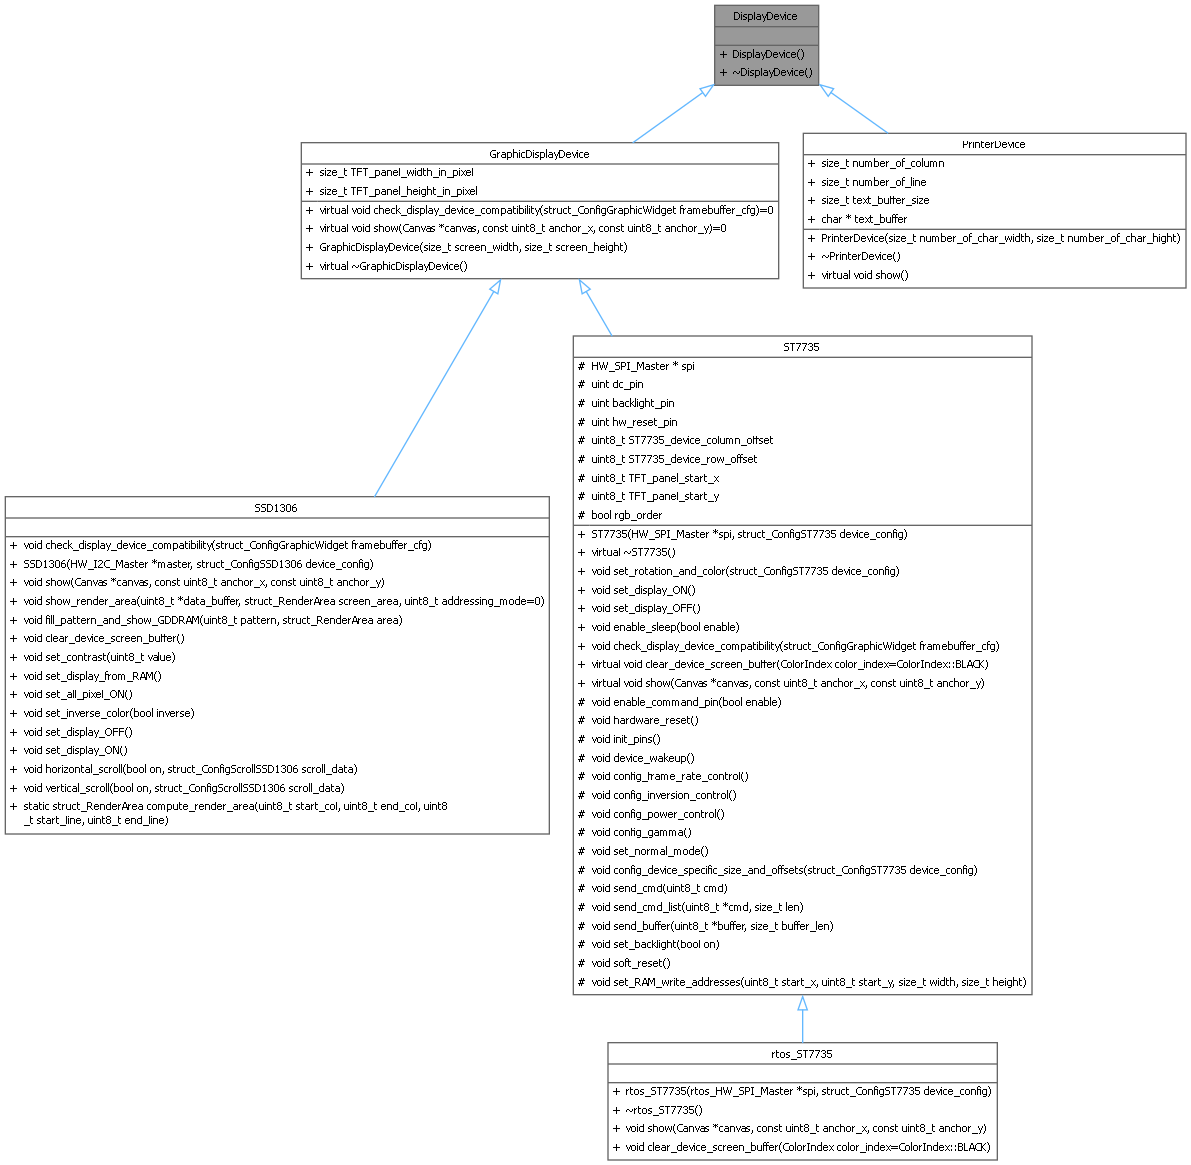 DisplayDevice
+ DisplayDevice()
+ ~DisplayDevice()
GraphicDisplayDevice
+ size_t TFT_panel_width_in_pixel
+ size_t TFT_panel_height_in_pixel
+ virtual void check_display_device_compatibility(struct_ConfigGraphicWidget framebuffer_cfg)=0
+ virtual void show(Canvas *canvas, const uint8_t anchor_x, const uint8_t anchor_y)=0
+ GraphicDisplayDevice(size_t screen_width, size_t screen_height)
+ virtual ~GraphicDisplayDevice()
PrinterDevice
+ size_t number_of_column
+ size_t number_of_line
+ size_t text_buffer_size
+ char * text_buffer
+ PrinterDevice(size_t number_of_char_width, size_t number_of_char_hight)
+ ~PrinterDevice()
+ virtual void show()
SSD1306
+ void check_display_device_compatibility(struct_ConfigGraphicWidget framebuffer_cfg)
+ SSD1306(HW_I2C_Master *master, struct_ConfigSSD1306 device_config)
+ void show(Canvas *canvas, const uint8_t anchor_x, const uint8_t anchor_y)
+ void show_render_area(uint8_t *data_buffer, struct_RenderArea screen_area, uint8_t addressing_mode=0)
+ void fill_pattern_and_show_GDDRAM(uint8_t pattern, struct_RenderArea area)
+ void clear_device_screen_buffer()
+ void set_contrast(uint8_t value)
+ void set_display_from_RAM()
+ void set_all_pixel_ON()
+ void set_inverse_color(bool inverse)
+ void set_display_OFF()
+ void set_display_ON()
+ void horizontal_scroll(bool on, struct_ConfigScrollSSD1306 scroll_data)
+ void vertical_scroll(bool on, struct_ConfigScrollSSD1306 scroll_data)
+ static struct_RenderArea compute_render_area(uint8_t start_col, uint8_t end_col, uint8
_t start_line, uint8_t end_line)
ST7735
# HW_SPI_Master * spi
# uint dc_pin
# uint backlight_pin
# uint hw_reset_pin
# uint8_t ST7735_device_column_offset
# uint8_t ST7735_device_row_offset
# uint8_t TFT_panel_start_x
# uint8_t TFT_panel_start_y
# bool rgb_order
+ ST7735(HW_SPI_Master *spi, struct_ConfigST7735 device_config)
+ virtual ~ST7735()
+ void set_rotation_and_color(struct_ConfigST7735 device_config)
+ void set_display_ON()
+ void set_display_OFF()
+ void enable_sleep(bool enable)
+ void check_display_device_compatibility(struct_ConfigGraphicWidget framebuffer_cfg)
+ virtual void clear_device_screen_buffer(ColorIndex color_index=ColorIndex::BLACK)
+ virtual void show(Canvas *canvas, const uint8_t anchor_x, const uint8_t anchor_y)
# void enable_command_pin(bool enable)
# void hardware_reset()
# void init_pins()
# void device_wakeup()
# void config_frame_rate_control()
# void config_inversion_control()
# void config_power_control()
# void config_gamma()
# void set_normal_mode()
# void config_device_specific_size_and_offsets(struct_ConfigST7735 device_config)
# void send_cmd(uint8_t cmd)
# void send_cmd_list(uint8_t *cmd, size_t len)
# void send_buffer(uint8_t *buffer, size_t buffer_len)
# void set_backlight(bool on)
# void soft_reset()
# void set_RAM_write_addresses(uint8_t start_x, uint8_t start_y, size_t width, size_t height)
rtos_ST7735
+ rtos_ST7735(rtos_HW_SPI_Master *spi, struct_ConfigST7735 device_config)
+ ~rtos_ST7735()
+ void show(Canvas *canvas, const uint8_t anchor_x, const uint8_t anchor_y)
+ void clear_device_screen_buffer(ColorIndex color_index=ColorIndex::BLACK)